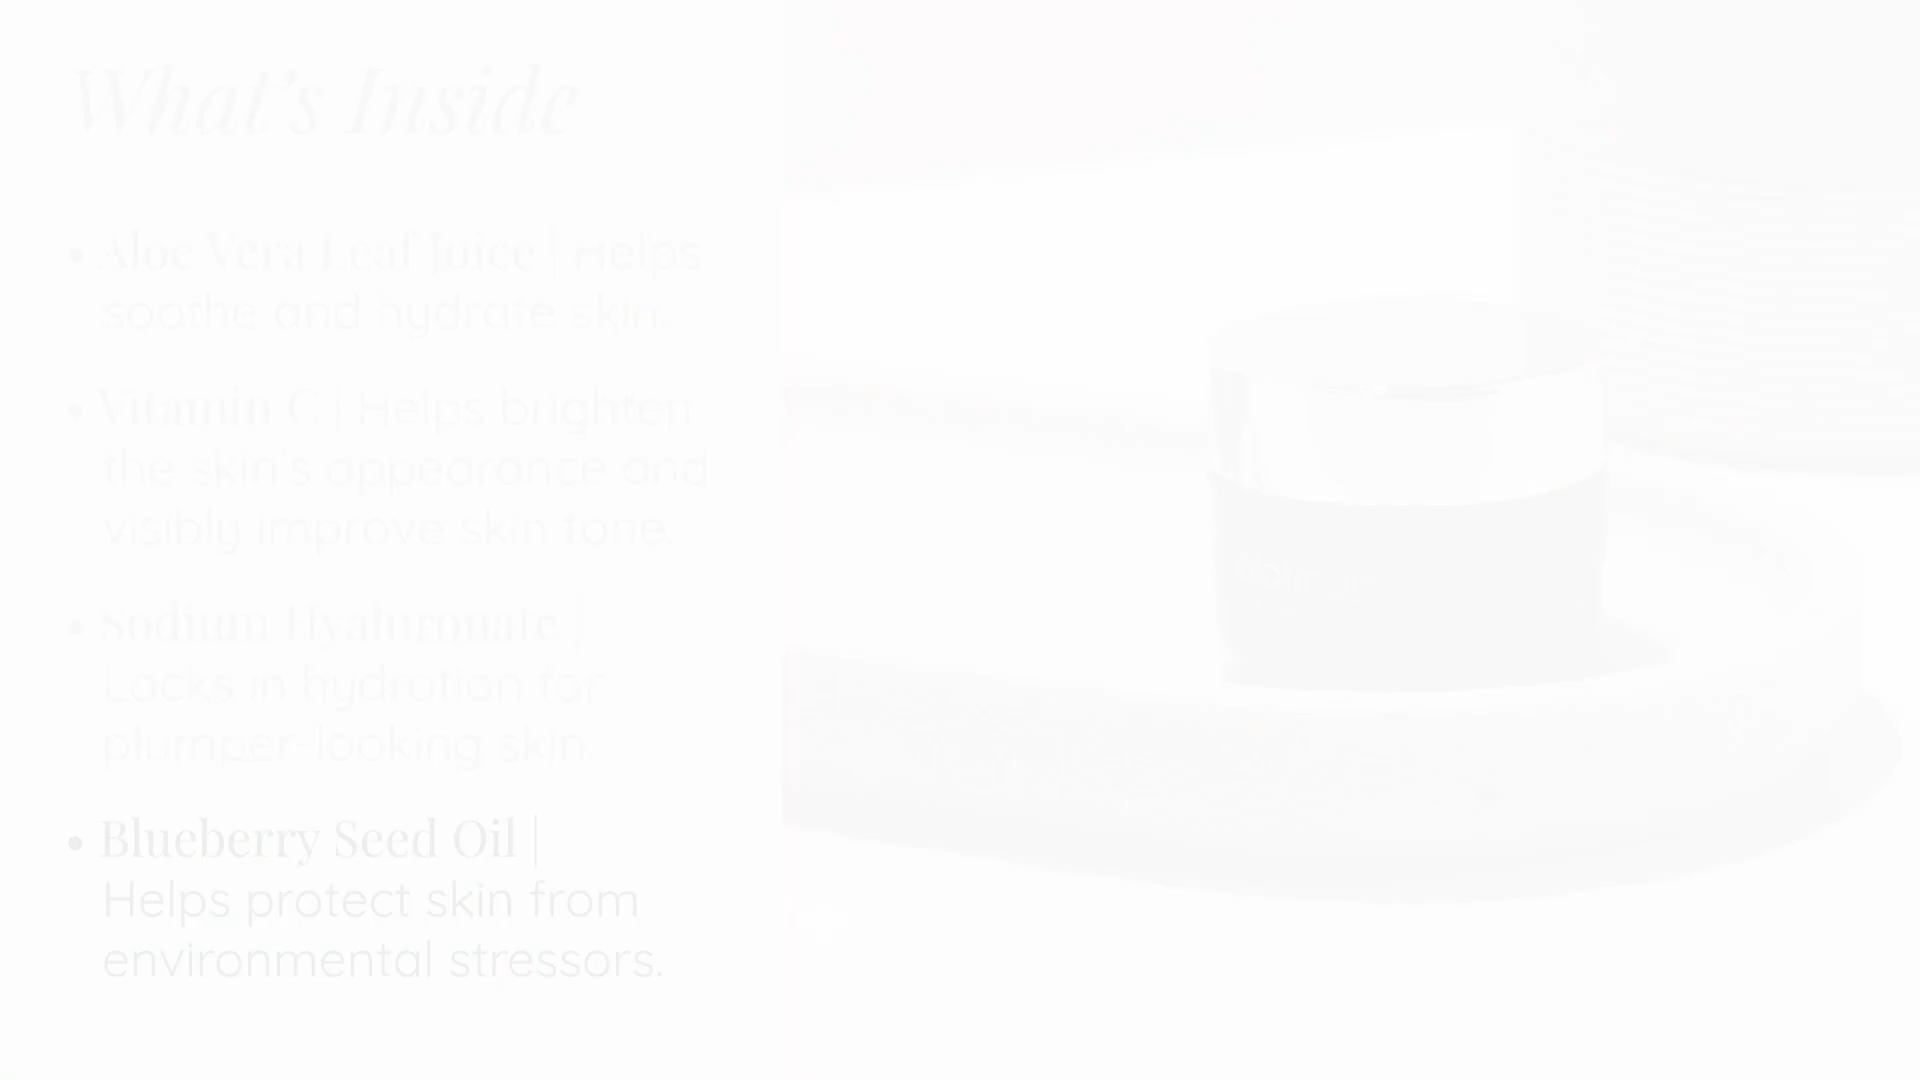 What's Inside
• Aloe Vera Leaf Juice | Helps
soothe and hydrate skin.
• Vitamin C | Helps brighten
the skin's appearance and
visibly improve skin tone.
• Sodium Hyaluronate |
Locks in hydration for
plumper-looking skin.
• Blueberry Seed Oil |
Helps protect skin from
environmental stressors.